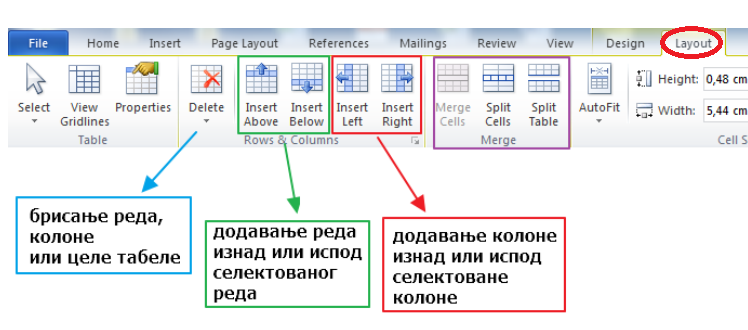 File Home Insert Page Layout References Mailings Review View Design Layout
Select View Gridlines Properties Delete Insert Above Insert Below Insert Left Insert Right Merge Cells Split Cells Split Table AutoFit
Height: 0,48 cm
Width: 5,44 cm
Table Rows & Columns Merge Cell S
брисање реда,
колоне
или целе табеле
додавање реда
изнад или испод
селектованог
реда
додавање колоне
изнад или испод
селектоване
колоне